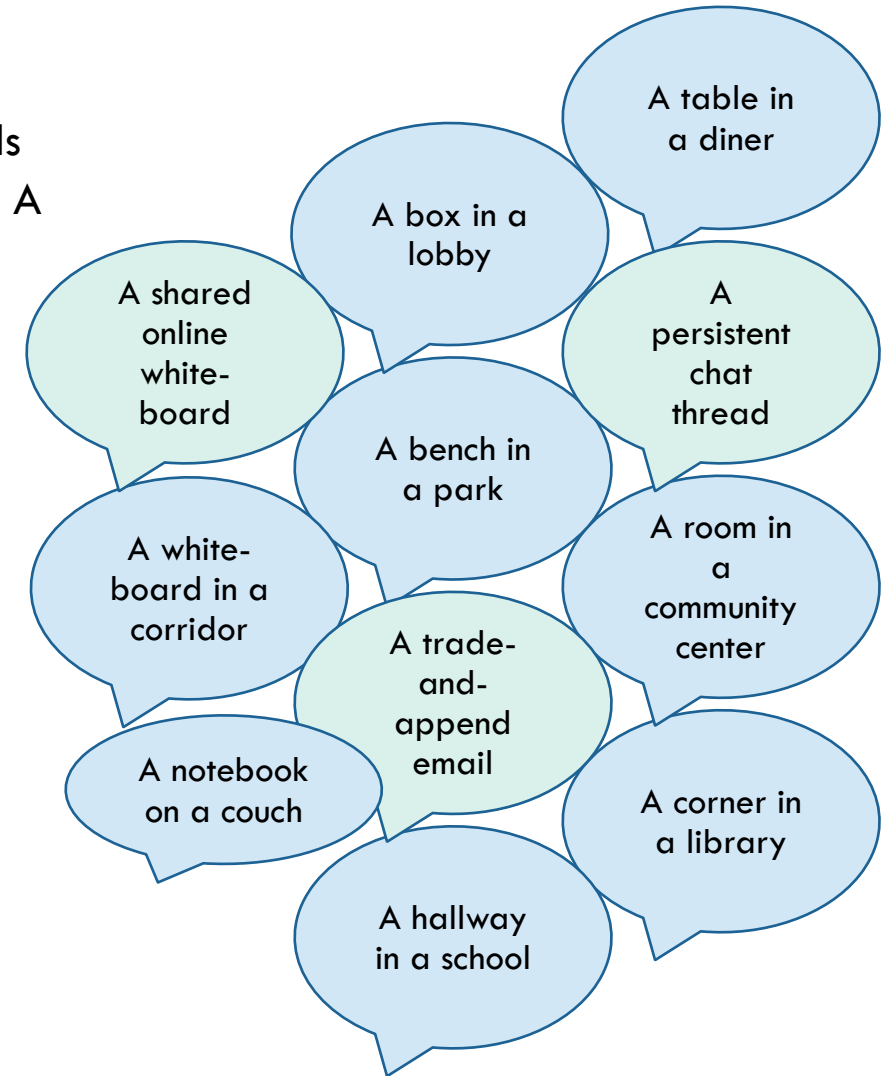 ls
A
A table in
a diner
A box in a
lobby
A shared
online
white-
board
A
persistent
chat
thread
A bench in
a park
A white-
board in a
corridor
A room in
a
community
center
A trade-
and-
append
email
A notebook
on a couch
A corner in
a library
A hallway
in a school